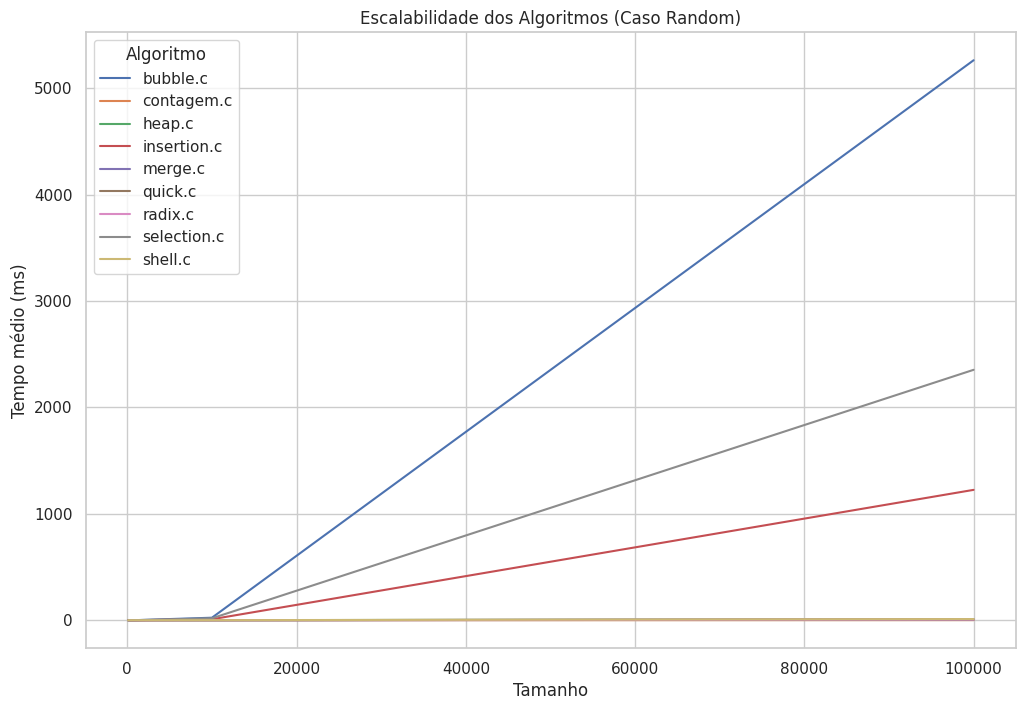 Escalabilidade dos Algoritmos (Caso Random)
Algoritmo
bubble.c
contagem.c
heap.c
insertion.c
merge.c
quick.c
radix.c
selection.c
shell.c
Tempo médio (ms)
5000
4000
3000
2000
1000
0
0 20000 40000 60000 80000 100000
Tamanho